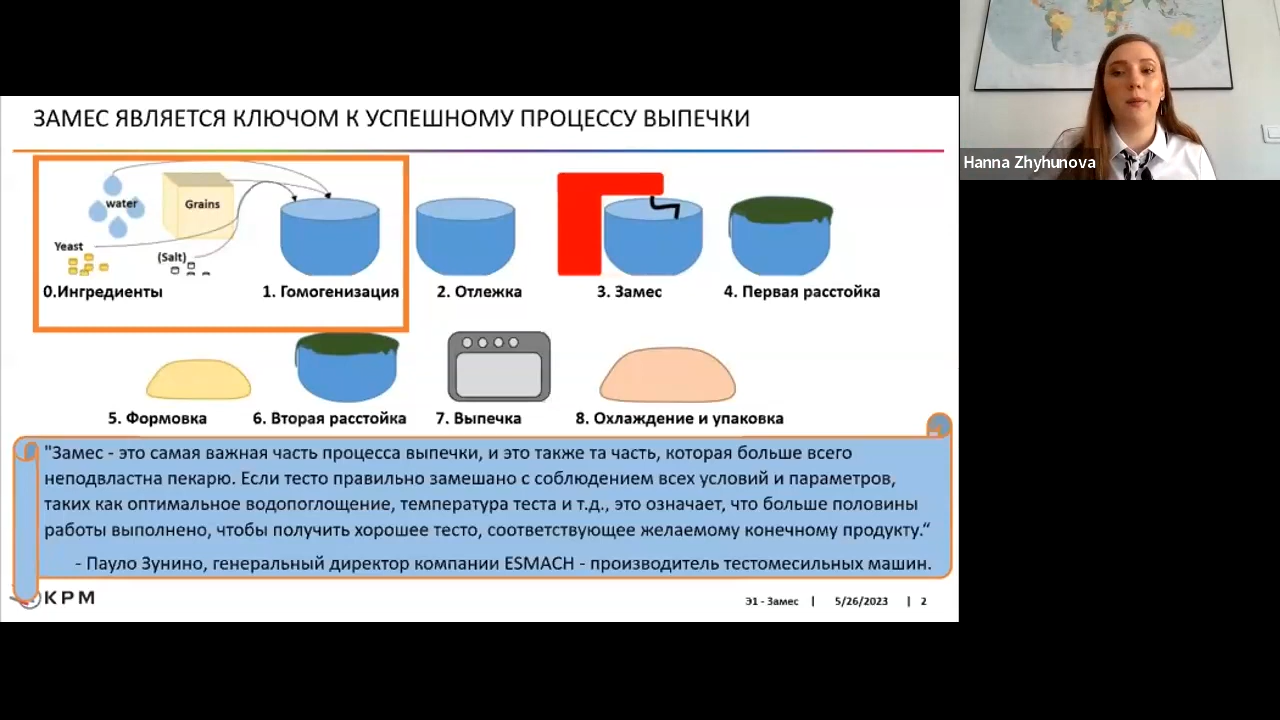 ЗАМЕС ЯВЛЯЕТСЯ КЛЮЧОМ К УСПЕШНОМУ ПРОЦЕССУ ВЫПЕЧКИ
Hanna Zhyhunova
water
Grains
Yeast
(Salt)
0.Ингредиенты
1. Гомогенизация
2. Отлежка
3. Замес
4. Первая расстойка
5. Формовка
6. Вторая расстойка
7. Выпечка
8. Охлаждение и упаковка
"Замес - это самая важная часть процесса выпечки, и это также та часть, которая больше всего
неподвластна пекарю. Если тесто правильно замешано с соблюдением всех условий и параметров,
таких как оптимальное водопоглощение, температура теста и т.д., это означает, что больше половины
работы выполнено, чтобы получить хорошее тесто, соответствующее желаемому конечному продукту.“
- Пауло Зунино, генеральный директор компании ESMACH - производитель тестомесильных машин.
KPM
Э1 - Замес | 5/26/2023 | 2